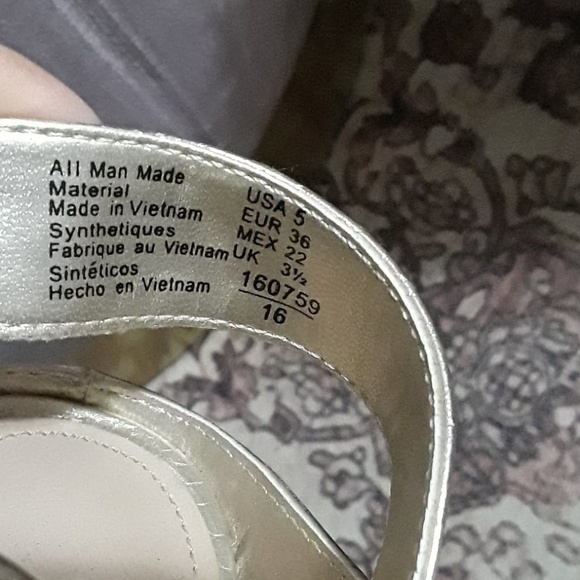 All Man Made
Material
Made in Vietnam
Synthetiques
Fabrique au Vietnam
Sintéticos
Hecho en Vietnam
USA 5
EUR 36
MEX 22
UK 3½
160759
16